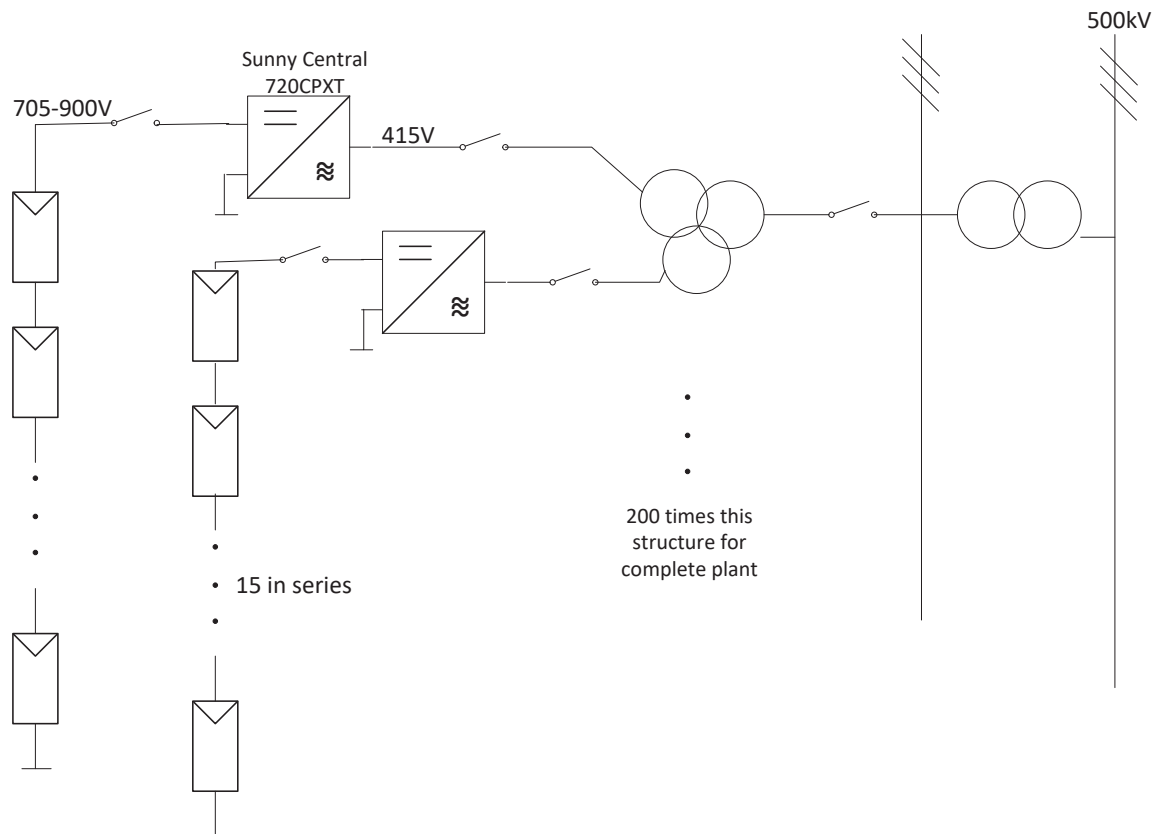 500kV
Sunny Central
720CPXT
705-900V
415V
200 times this
structure for
complete plant
15 in series